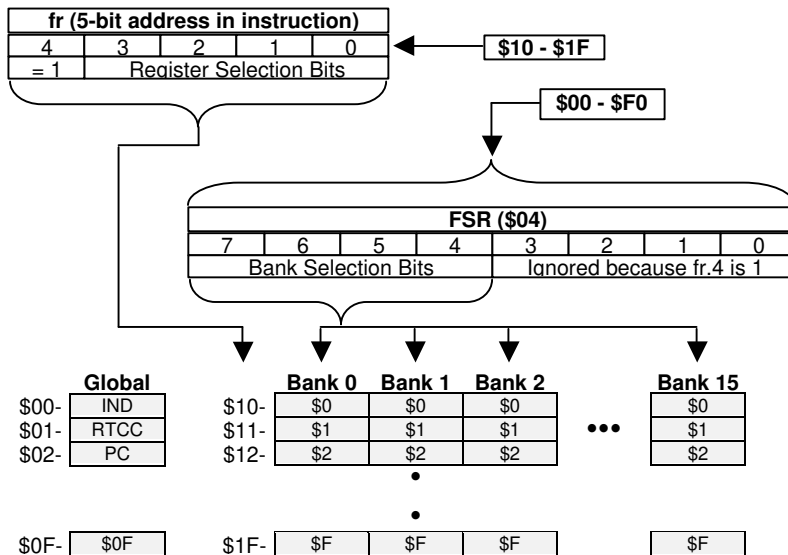 fr (5-bit address in instruction)
4 3 2 1 0
$10 - $1F
= 1 Register Selection Bits
$00 - $F0
FSR ($04)
7 6 5 4 3 2 1 0
Bank Selection Bits Ignored because fr.4 is 1
Global Bank 0 Bank 1 Bank 2 Bank 15
$00- IND $10- $0 $0 $0 $0
$01- RTCC $11- $1 $1 $1 ••• $1
$02- PC $12- $2 $2 $2 $2
$0F- $0F $1F- $F $F $F $F